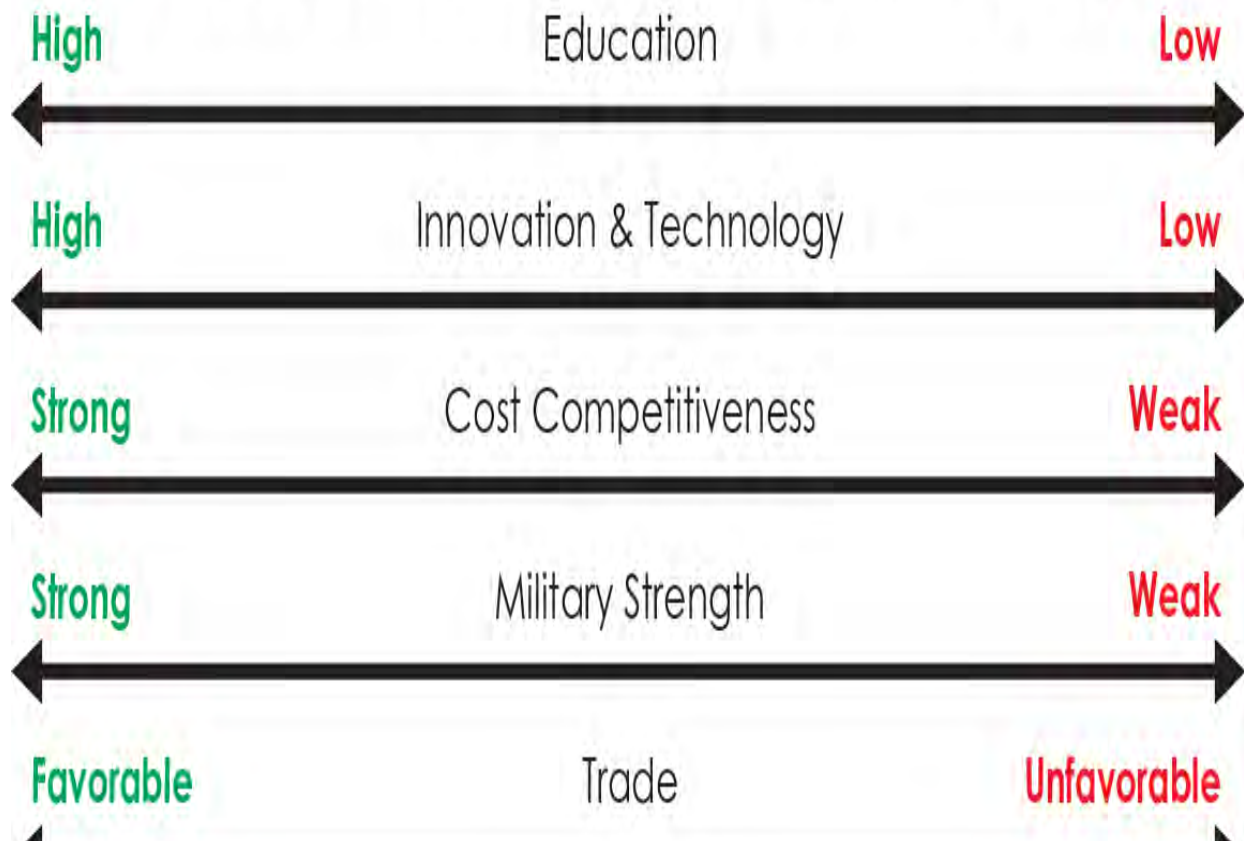 High Education Low
High Innovation & Technology Low
Strong Cost Competitiveness Weak
Strong Military Strength Weak
Favorable Trade Unfavorable